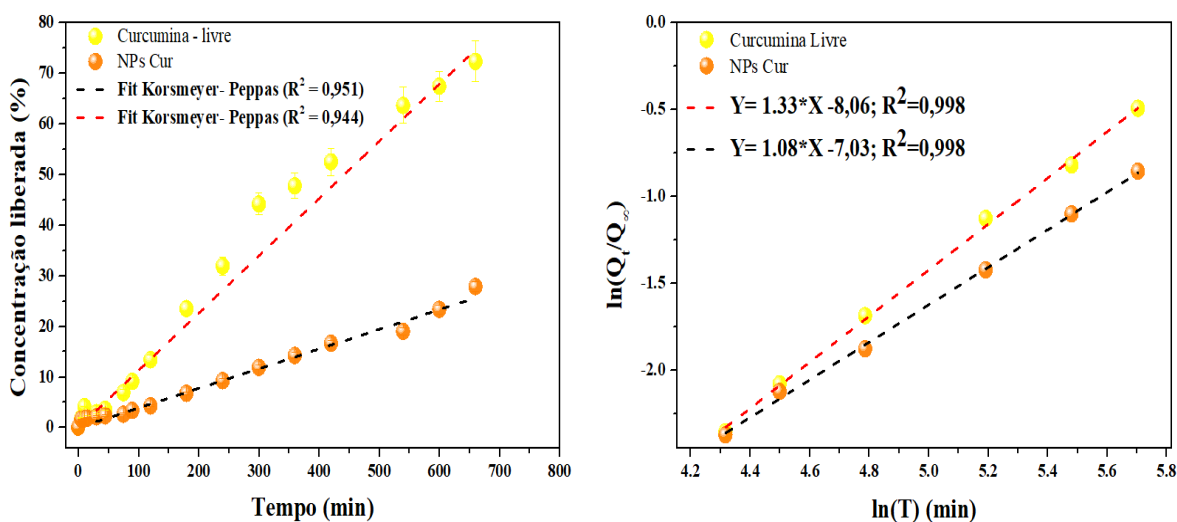 Curcumina - livre
NPs Cur
Fit Korsmeyer- Peppas (R² = 0,951)
Fit Korsmeyer- Peppas (R² = 0,944)
Concentração liberada (%)
80
70
60
50
40
30
20
10
0
0 100 200 300 400 500 600 700 800
Tempo (min)
Curcumina Livre
NPs Cur
Y= 1.33*X -8,06; R²=0,998
Y= 1.08*X -7,03; R²=0,998
ln(Qₜ/Q∞)
0.0
-0.5
-1.0
-1.5
-2.0
4.2 4.4 4.6 4.8 5.0 5.2 5.4 5.6 5.8
ln(T) (min)